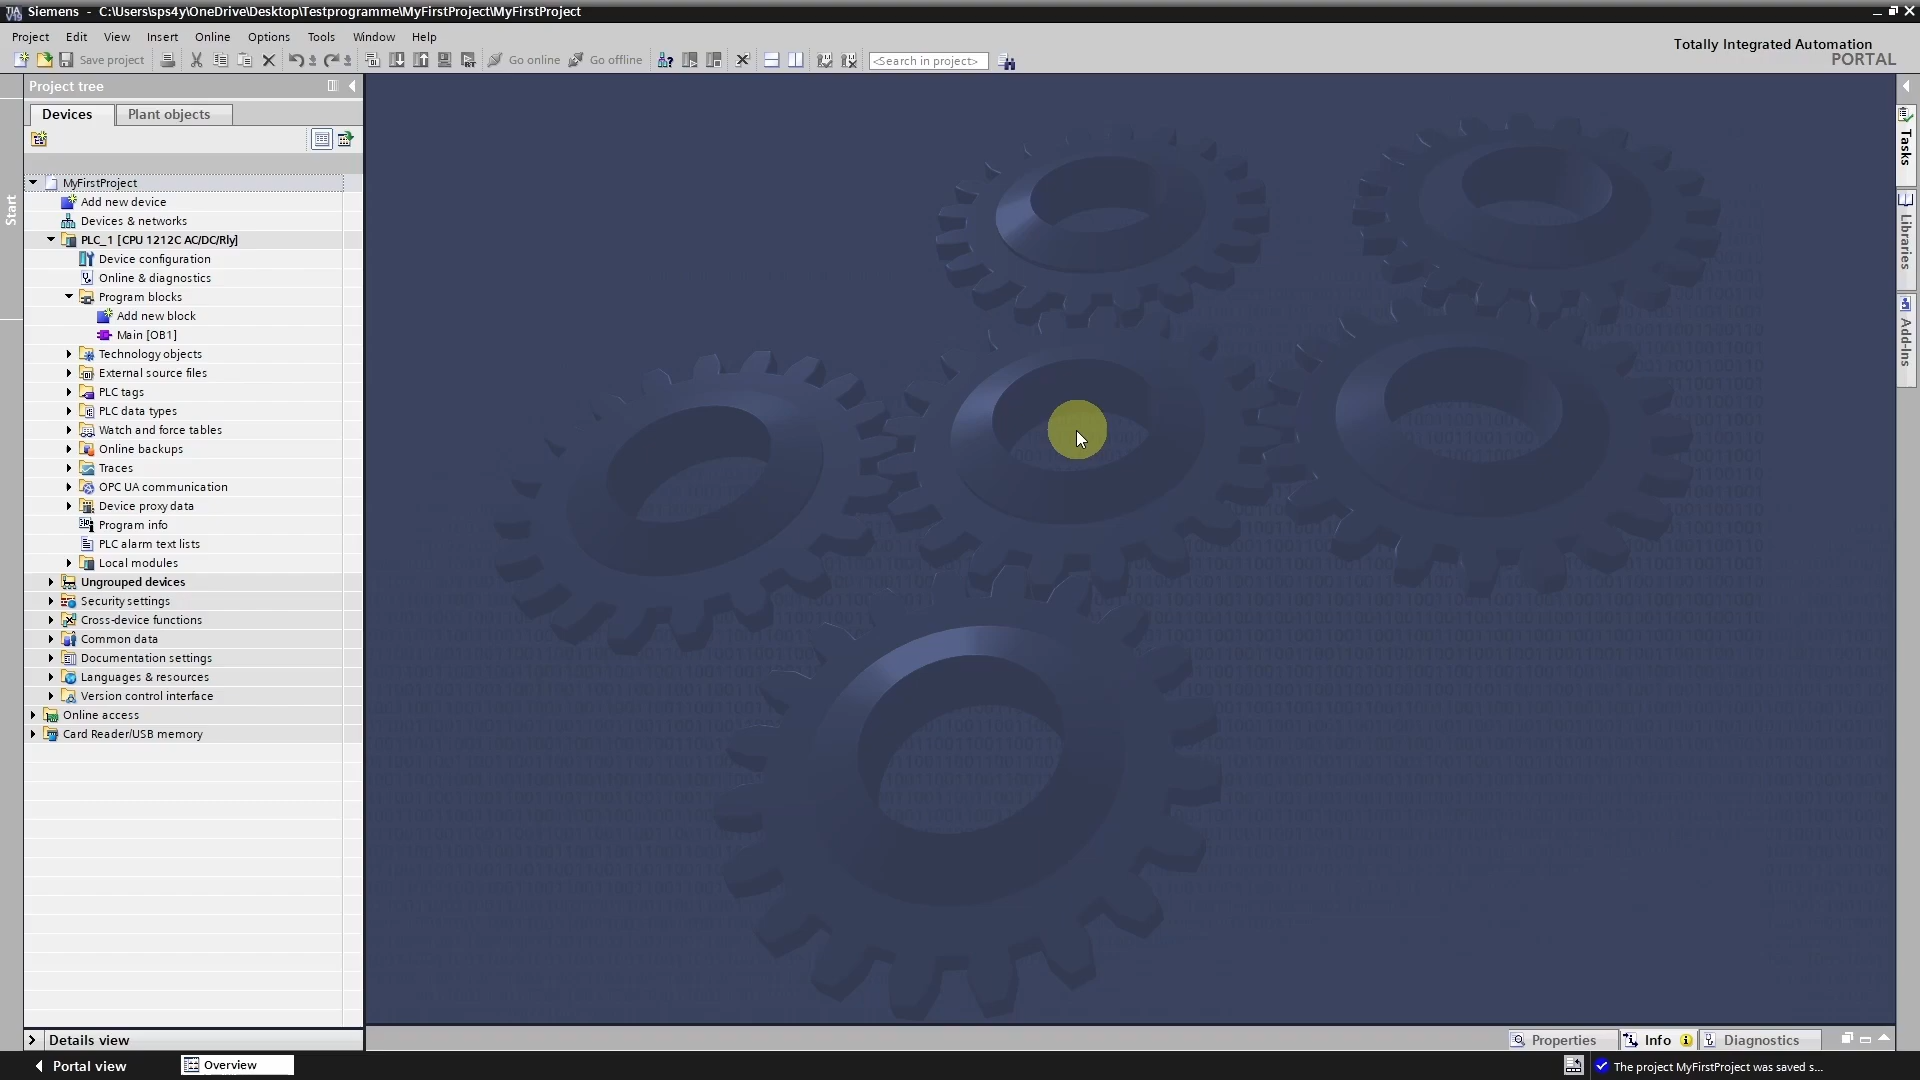 Siemens - C:\Users\sps4y\OneDrive\Desktop\Testprogramme\MyFirstProject\MyFirstProject
Project Edit View Insert Online Options Tools Window Help
Totally Integrated Automation
PORTAL
Save project Go online Go offline <Search in project>
Project tree
Devices Plant objects
Start
MyFirstProject
Add new device
Devices & networks
PLC_1 [CPU 1212C AC/DC/Rly]
Device configuration
Online & diagnostics
Program blocks
Add new block
Main [OB1]
Technology objects
External source files
PLC tags
PLC data types
Watch and force tables
Online backups
Traces
OPC UA communication
Device proxy data
Program info
PLC alarm text lists
Local modules
Ungrouped devices
Security settings
Cross-device functions
Common data
Documentation settings
Languages & resources
Version control interface
Online access
Card Reader/USB memory
Tasks
Libraries
Add-Ins
Details view
Properties Info Diagnostics
Portal view Overview
The project MyFirstProject was saved s...